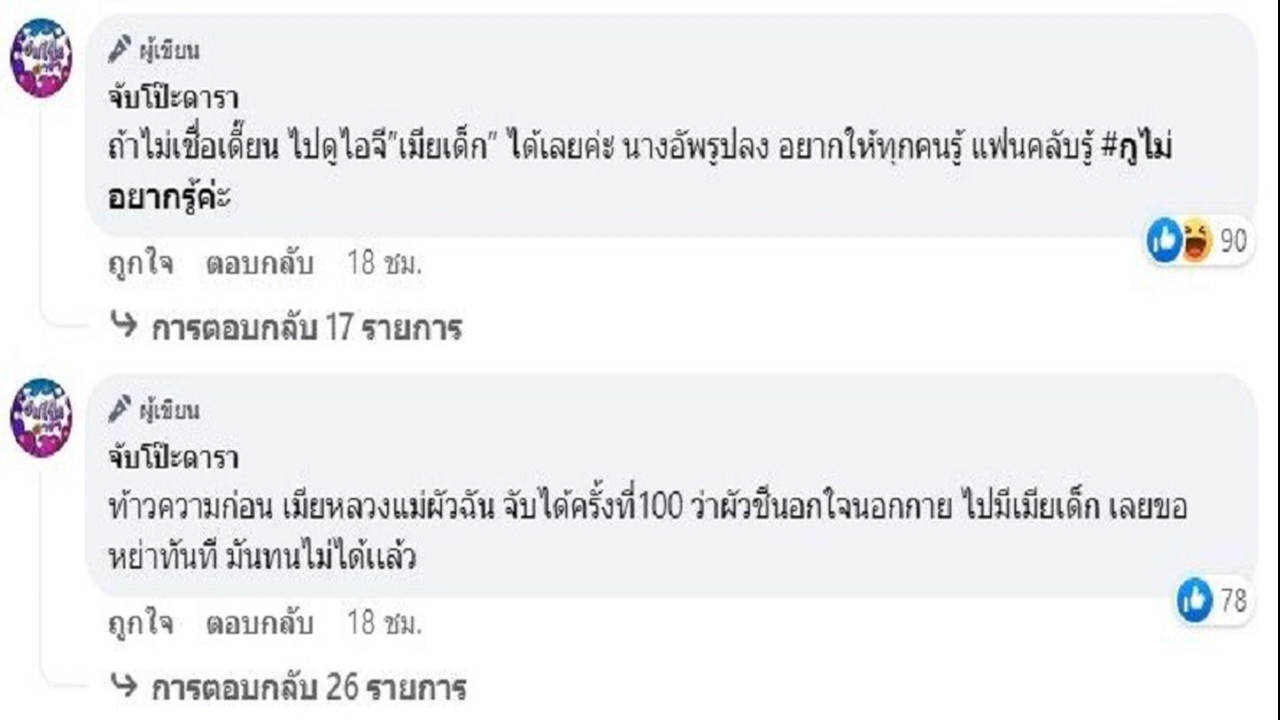 ผู้เขียน
จับโป๊ะดารา
ถ้าไม่เชื่อเดี๊ยน ไปดูไอจี"เมียเด็ก" ได้เลยค่ะ นางอัพรูปลง อยากให้ทุกคนรู้ แฟนคลับรู้ #กูไม่
อยากรู้ค่ะ
90
ถูกใจ ตอบกลับ 18 ชม.
การตอบกลับ 17 รายการ
ผู้เขียน
จับโป๊ะดารา
ท้าวความก่อน เมียหลวงแม่ผัวฉัน จับได้ครั้งที่100 ว่าผัวชีนอกใจนอกกาย ไปมีเมียเด็ก เลยขอ
หย่าทันที มันทนไม่ได้แล้ว
78
ถูกใจ ตอบกลับ 18 ชม.
การตอบกลับ 26 รายการ